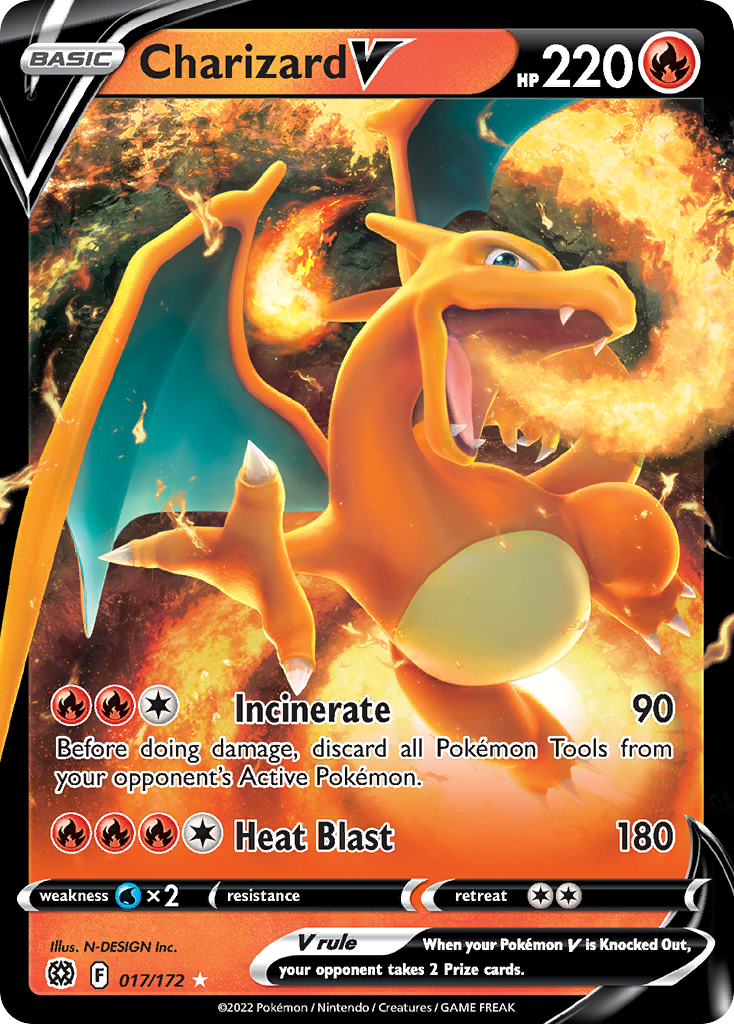 BASIC Charizard V HP 220
Incinerate 90
Before doing damage, discard all Pokémon Tools from
your opponent's Active Pokémon.
Heat Blast 180
weakness ×2 resistance retreat
Illus. N-DESIGN Inc.
V rule When your Pokémon V is Knocked Out,
your opponent takes 2 Prize cards.
F 017/172
©2022 Pokémon / Nintendo / Creatures / GAME FREAK